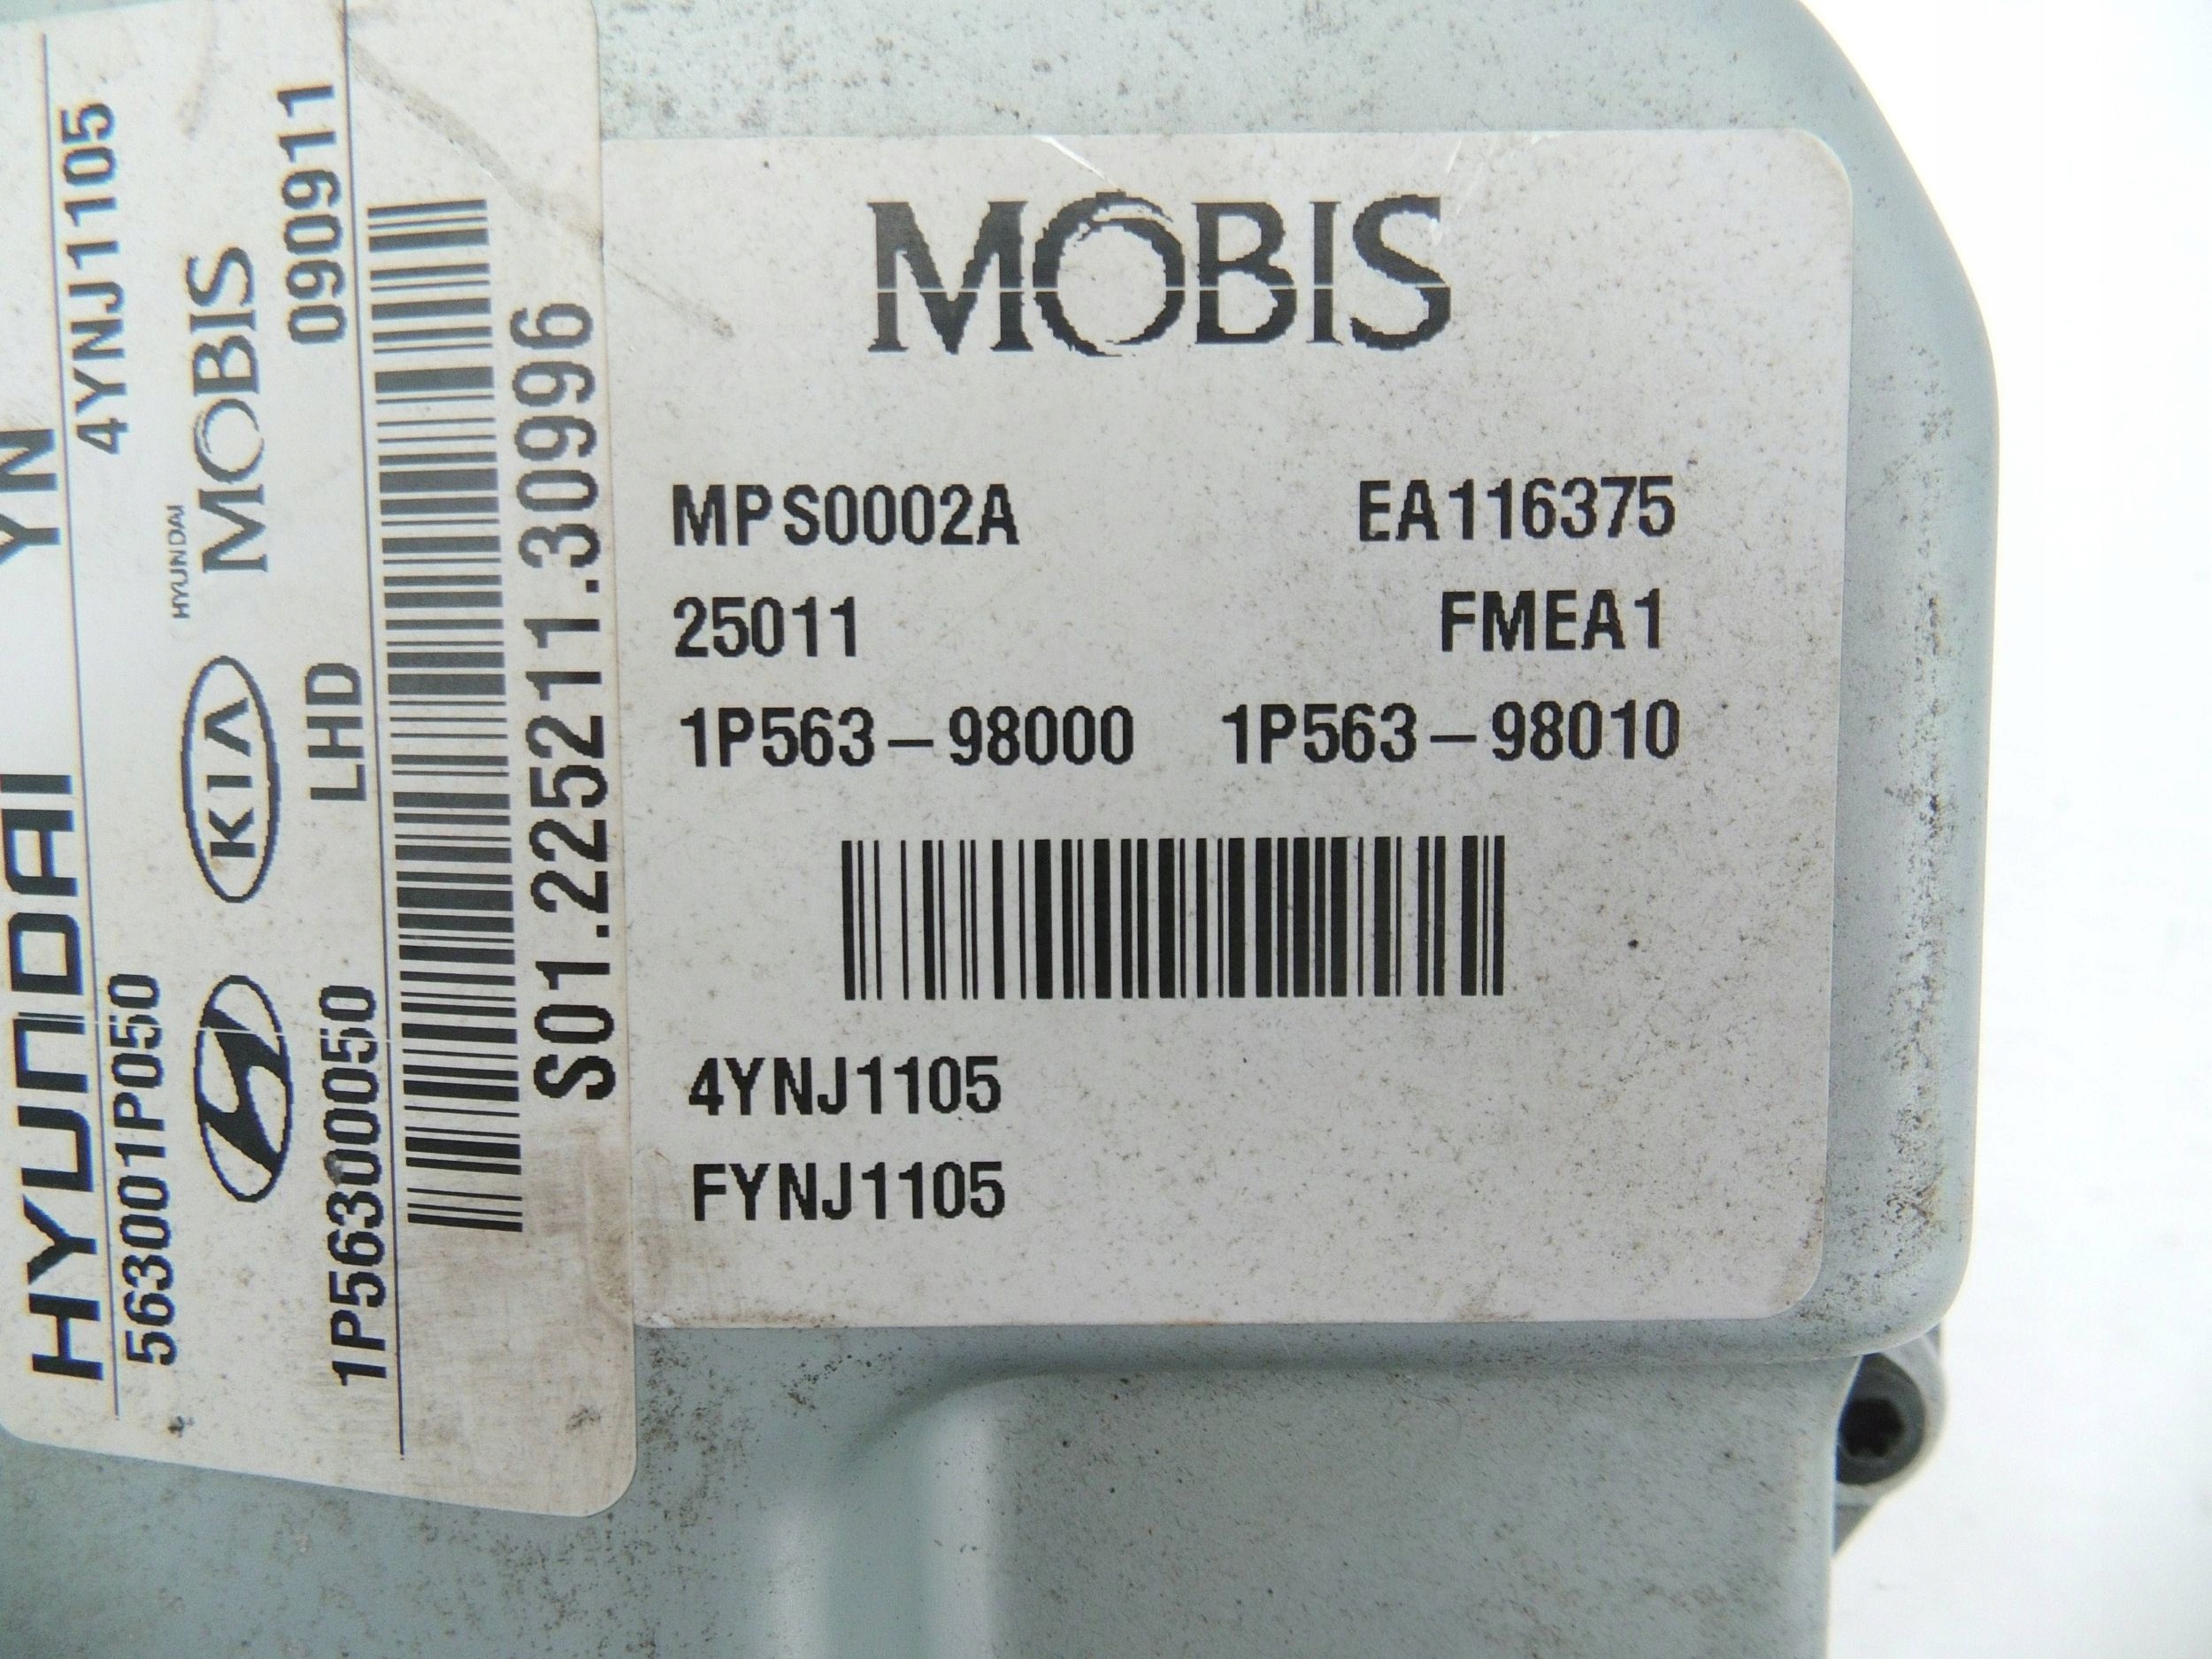 HYUNDAI YN
563001P050 4YNJ1105
KIA HYUNDAI MOBIS
1P56300050 LHD 090911
S01.225211.30996
MOBIS
MPS0002A EA116375
25011 FMEA1
1P563-98000 1P563-98010
4YNJ1105
FYNJ1105